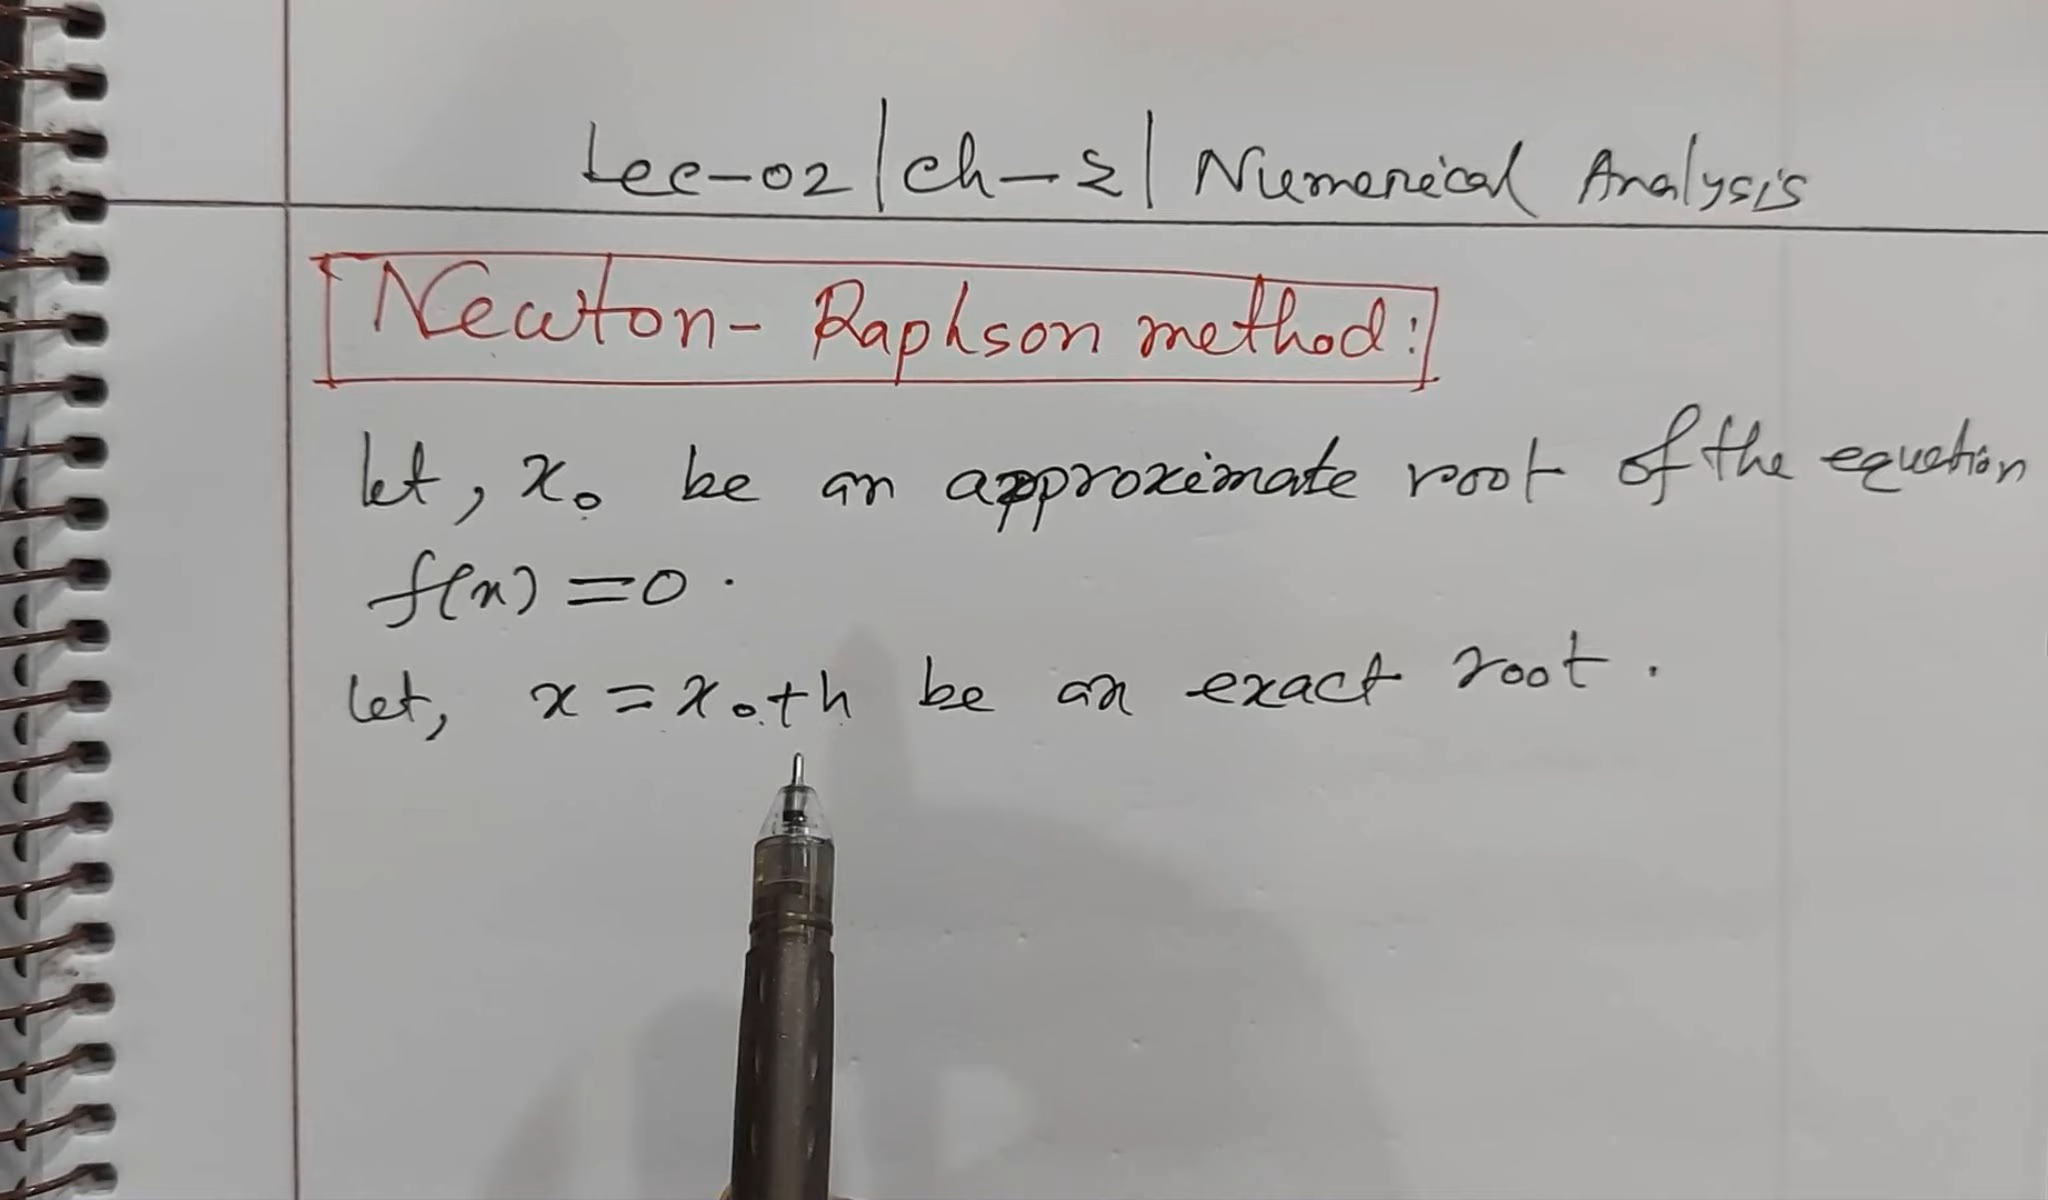 Lec-02 | Ch-2 | Numerical Analysis
Newton-Raphson method:
let, x₀ be an approximate root of the equation
f(x) = 0.
let, x = x₀+h be an exact root.